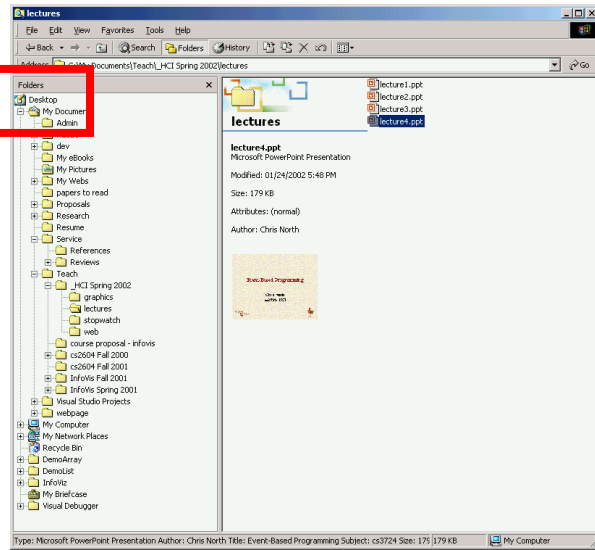 lectures
File Edit View Favorites Tools Help
Back Search Folders History
Address C:\My Documents\Teach\_HCI Spring 2002\lectures Go
Folders
Desktop
My Documen
Admin
dev
My eBooks
My Pictures
My Webs
papers to read
Proposals
Research
Resume
Service
References
Reviews
Teach
_HCI Spring 2002
graphics
lectures
stopwatch
web
course proposal - infovis
cs2604 Fall 2000
cs2604 Fall 2001
InfoVis Fall 2001
InfoVis Spring 2001
Visual Studio Projects
webpage
My Computer
My Network Places
Recycle Bin
DemoArray
DemoList
InfoViz
My Briefcase
Visual Debugger
lectures
lecture4.ppt
Microsoft PowerPoint Presentation
Modified: 01/24/2002 5:48 PM
Size: 179 KB
Attributes: (normal)
Author: Chris North
Event-Based Programming
lecture1.ppt
lecture2.ppt
lecture3.ppt
lecture4.ppt
Type: Microsoft PowerPoint Presentation Author: Chris North Title: Event-Based Programming Subject: cs3724 Size: 179 179 KB My Computer